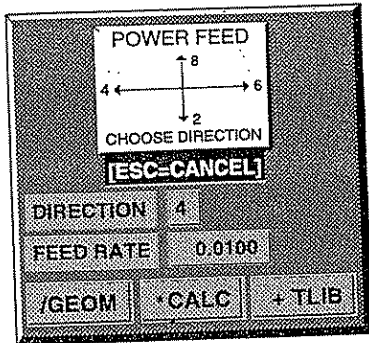 POWER FEED
8
4 6
2
CHOOSE DIRECTION
[ESC=CANCEL]
DIRECTION 4
FEED RATE 0.0100
/GEOM *CALC + TLIB